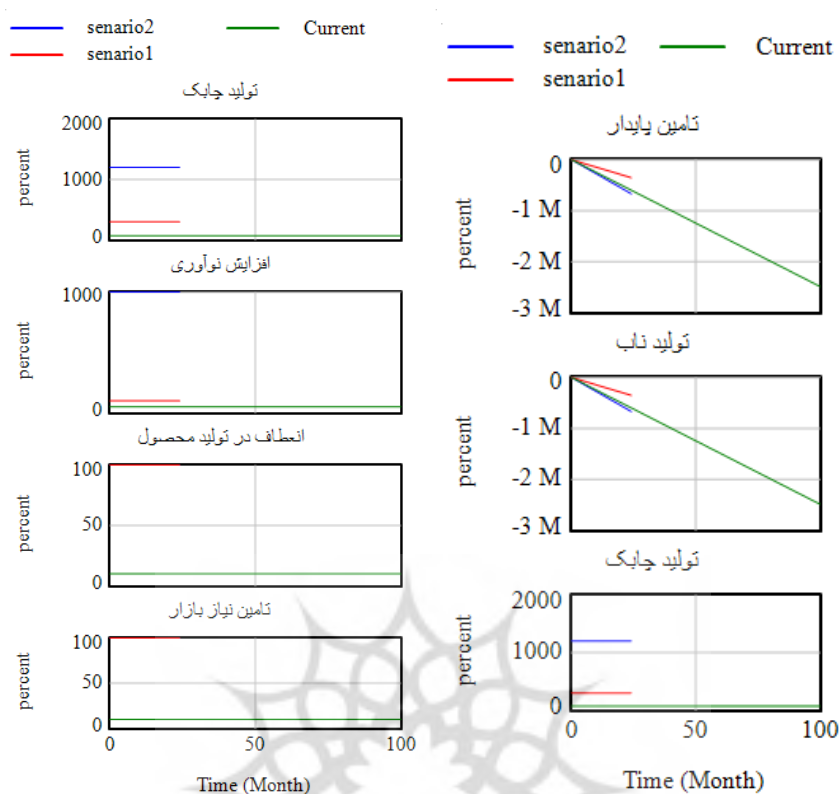 senario2 Current
senario1
تولید چابک
2000
1000
0
percent
افزایش نوآوری
1000
0
percent
انعطاف در تولید محصول
100
50
0
percent
تامین نیاز بازار
100
50
0
percent
0 50 100
Time (Month)
senario2 Current
senario1
تامین پایدار
0
-1 M
-2 M
-3 M
percent
تولید ناب
0
-1 M
-2 M
-3 M
percent
تولید چابک
2000
1000
0
percent
0 50 100
Time (Month)